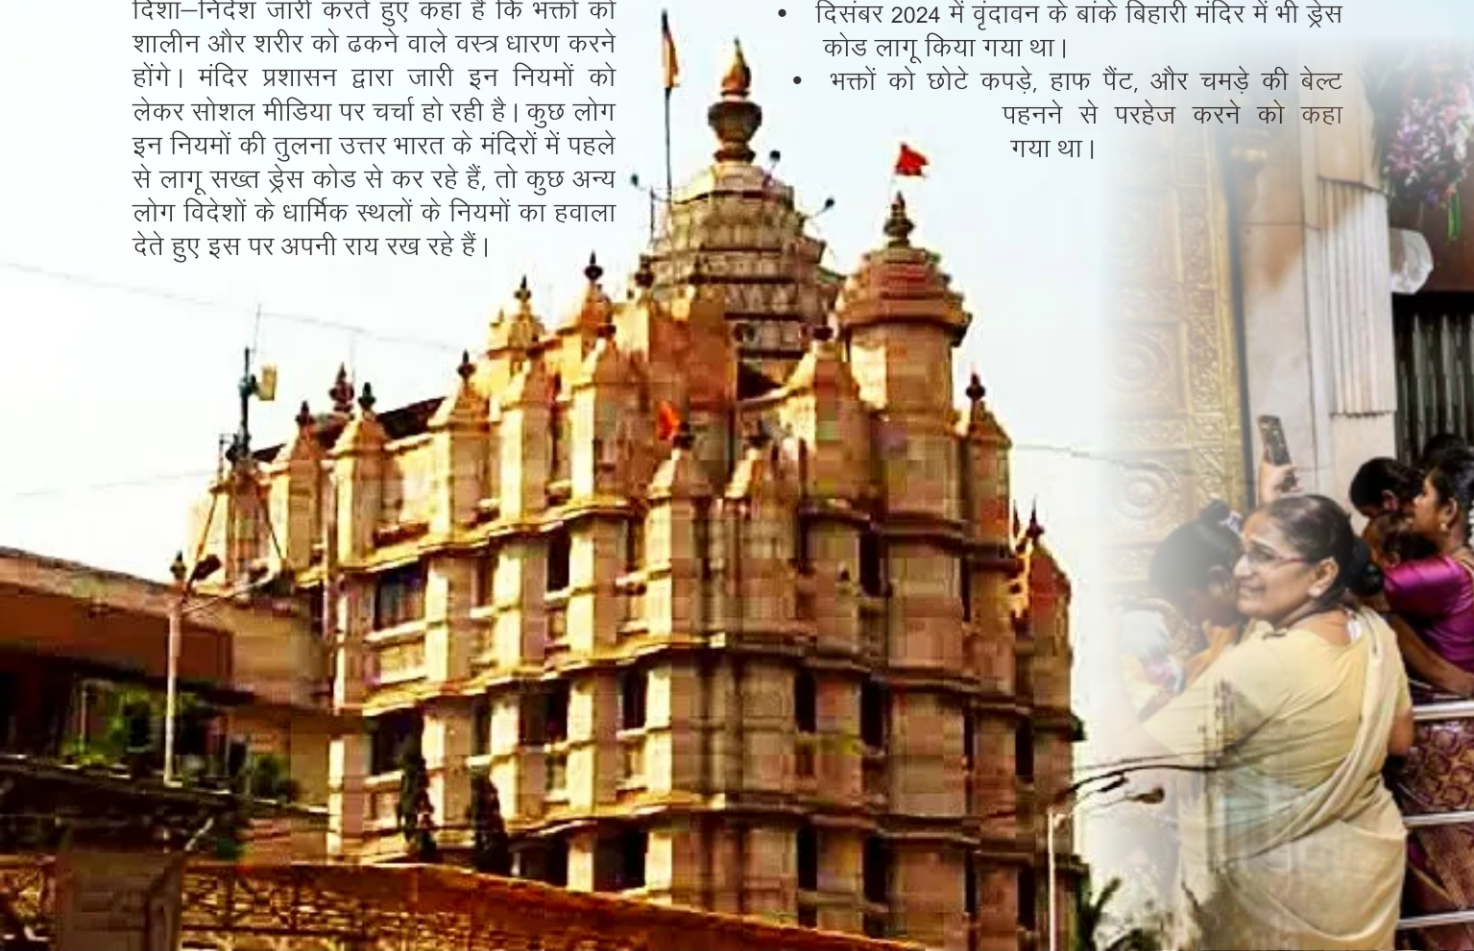 दिशा–निर्देश जारी करते हुए कहा है कि भक्तों को
शालीन और शरीर को ढकने वाले वस्त्र धारण करने
होंगे। मंदिर प्रशासन द्वारा जारी इन नियमों को
लेकर सोशल मीडिया पर चर्चा हो रही है। कुछ लोग
इन नियमों की तुलना उत्तर भारत के मंदिरों में पहले
से लागू सख्त ड्रेस कोड से कर रहे हैं, तो कुछ अन्य
लोग विदेशों के धार्मिक स्थलों के नियमों का हवाला
देते हुए इस पर अपनी राय रख रहे हैं।
• दिसंबर 2024 में वृंदावन के बांके बिहारी मंदिर में भी ड्रेस
कोड लागू किया गया था।
• भक्तों को छोटे कपड़े, हाफ पैंट, और चमड़े की बेल्ट
पहनने से परहेज करने को कहा
गया था।